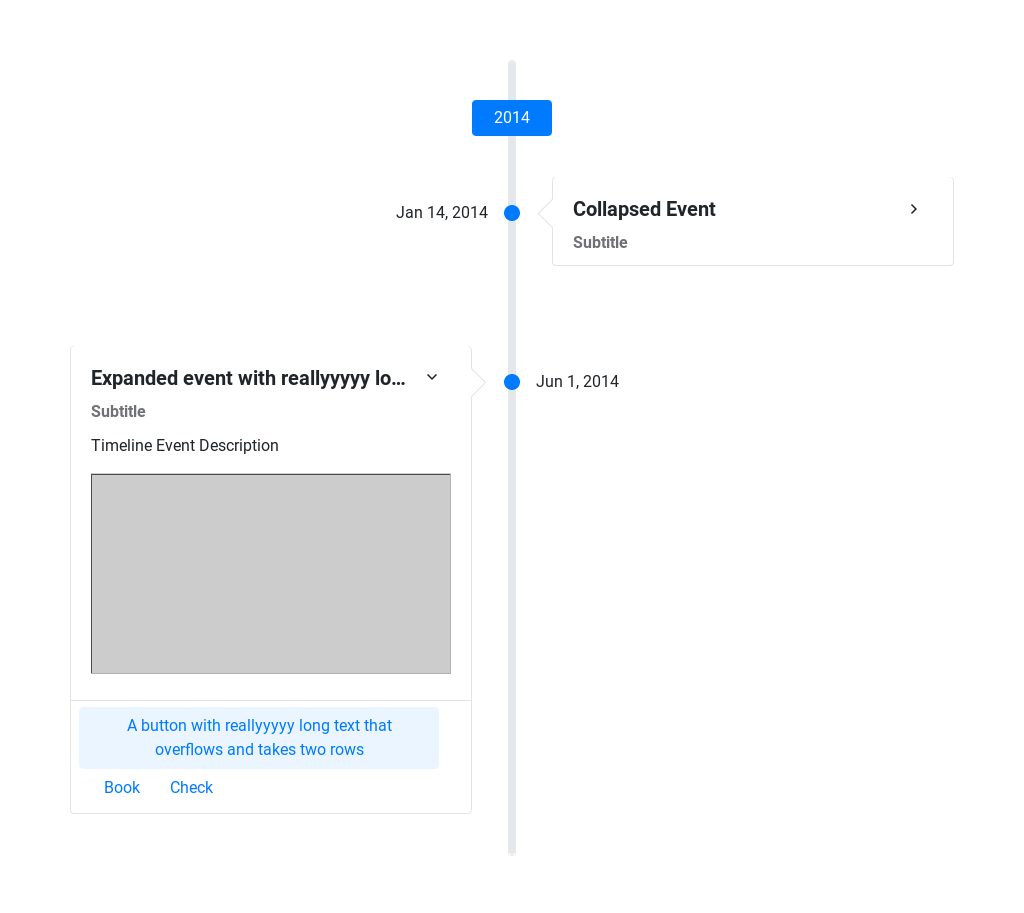 2014
Jan 14, 2014
Collapsed Event
Subtitle
Expanded event with reallyyyyy lo...
Jun 1, 2014
Subtitle
Timeline Event Description
A button with reallyyyyy long text that
overflows and takes two rows
Book Check